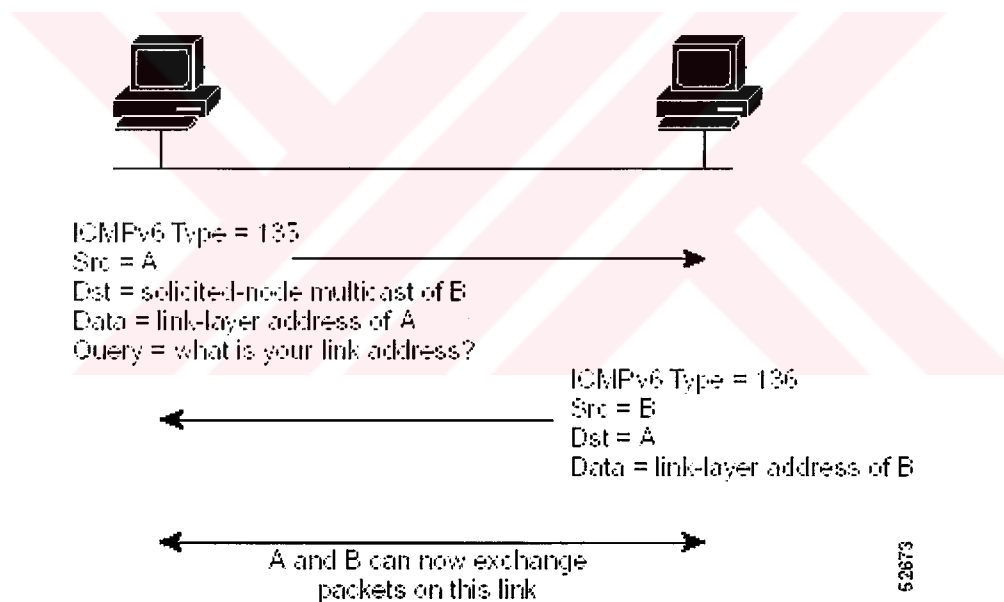 ICMPv6 Type = 135
Src = A
Dst = solicited-node multicast of B
Data = link-layer address of A
Query = what is your link address?
ICMPv6 Type = 136
Src = B
Dst = A
Data = link-layer address of B
A and B can now exchange
packets on this link
52673